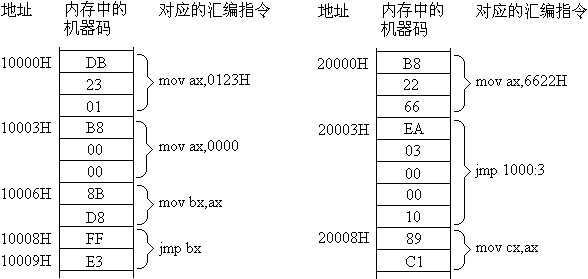 地址 内存中的机器码 对应的汇编指令
10000H DB
23 mov ax,0123H
01
10003H B8
00 mov ax,0000
00
10006H 8B
D8 mov bx,ax
10008H FF
10009H E3 jmp bx
地址 内存中的机器码 对应的汇编指令
20000H B8
22 mov ax,6622H
66
20003H EA
03
00 jmp 1000:3
00
10
20008H 89
C1 mov cx,ax